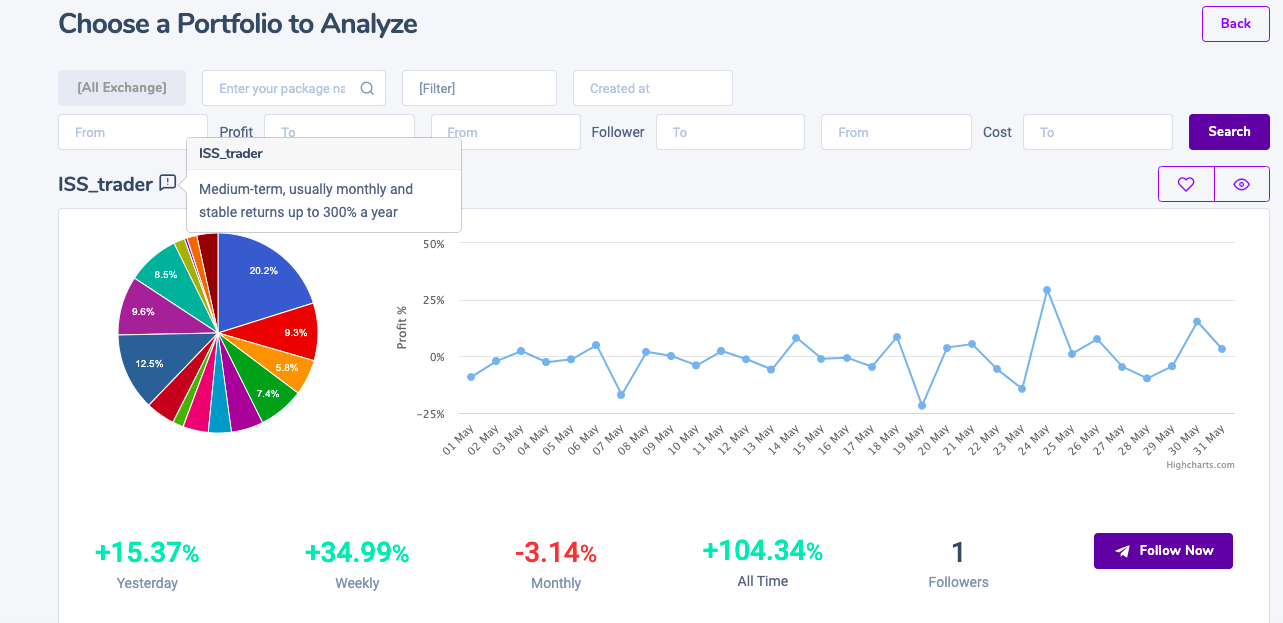 Choose a Portfolio to Analyze
Back
[All Exchange]
Enter your package na
[Filter]
Created at
From
Profit
To
From
Follower
To
From
Cost
To
Search
ISS_trader
ISS_trader
Medium-term, usually monthly and
stable returns up to 300% a year
20.2%
9.3%
5.8%
7.4%
12.5%
9.6%
8.5%
Profit %
50%
25%
0%
−25%
01 May
02 May
03 May
04 May
05 May
06 May
07 May
08 May
09 May
10 May
11 May
12 May
13 May
14 May
15 May
16 May
17 May
18 May
19 May
20 May
21 May
22 May
23 May
24 May
25 May
26 May
27 May
28 May
29 May
30 May
31 May
Highcharts.com
+15.37%
Yesterday
+34.99%
Weekly
-3.14%
Monthly
+104.34%
All Time
1
Followers
Follow Now